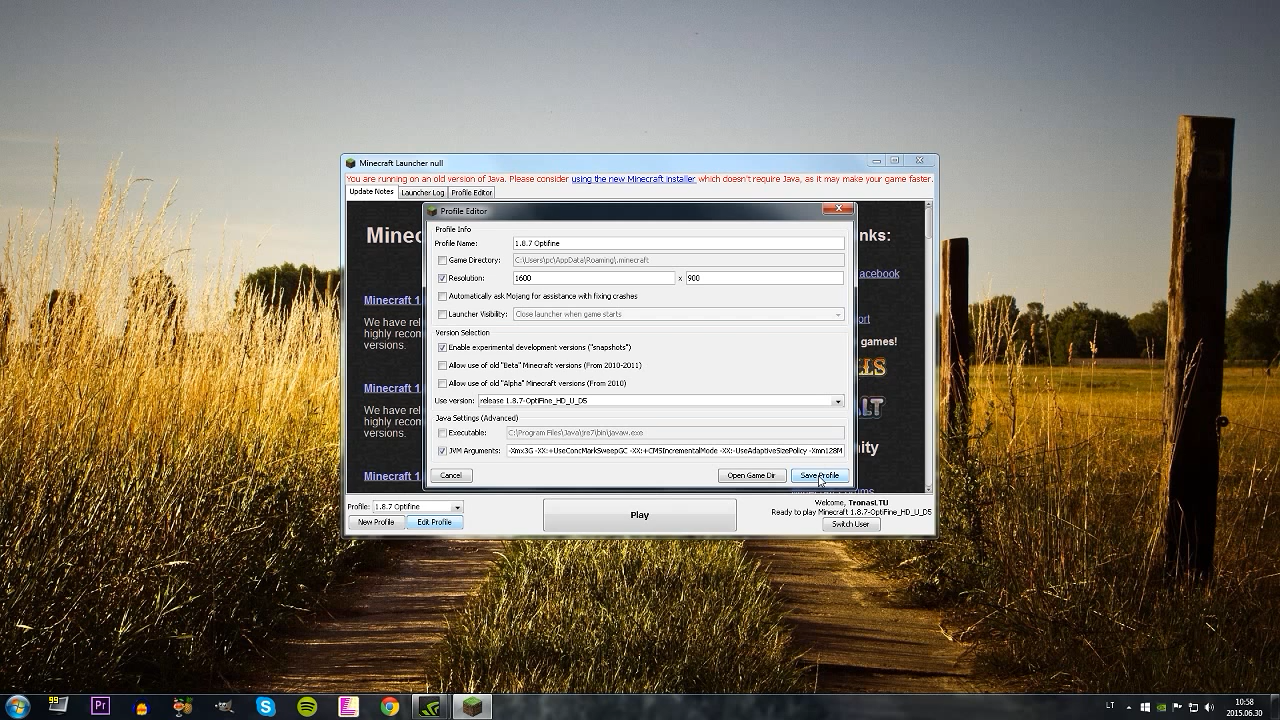 Minecraft Launcher null
You are running on an old version of Java. Please consider using the new Minecraft installer which doesn't require Java, as it may make your game faster.
Update Notes Launcher Log Profile Editor
Profile Editor
Profile Info
Profile Name: 1.8.7 Optifine
Game Directory: C:\Users\pc\AppData\Roaming\.minecraft
Resolution: 1600 x 900
Automatically ask Mojang for assistance with fixing crashes
Launcher Visibility: Close launcher when game starts
Version Selection
Enable experimental development versions ("snapshots")
Allow use of old "Beta" Minecraft versions (From 2010-2011)
Allow use of old "Alpha" Minecraft versions (From 2010)
Use version: release 1.8.7-OptiFine_HD_U_D5
Java Settings (Advanced)
Executable: C:\Program Files\Java\jre7\bin\javaw.exe
JVM Arguments: -Xmx3G -XX:+UseConcMarkSweepGC -XX:+CMSIncrementalMode -XX:-UseAdaptiveSizePolicy -Xmn128M
Cancel Open Game Dir Save Profile
Minec
Minecraft 1
We have rel
highly recom
versions.
Minecraft 1
We have rel
highly recom
versions.
Minecraft 1
nks:
acebook
ort
games!
LS
LT
ity
Profile: 1.8.7 Optifine
New Profile Edit Profile
Play
Welcome, TronasLTU
Ready to play Minecraft 1.8.7-OptiFine_HD_U_D5
Switch User
99
Pr
LT
10:58
2015.06.30